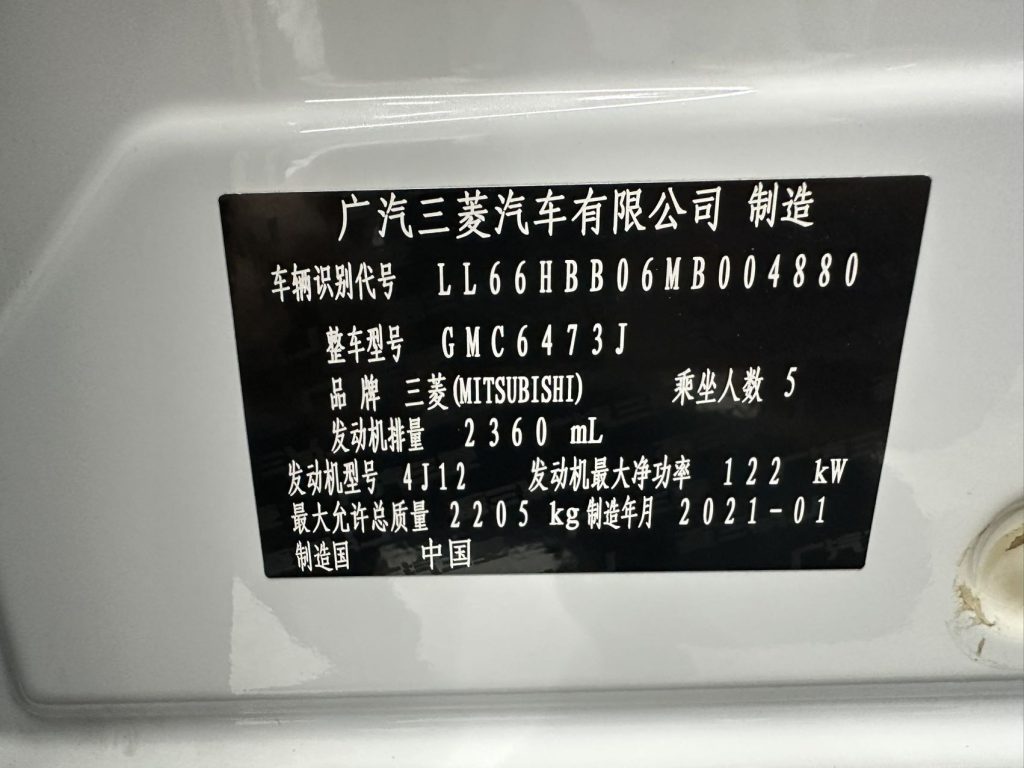 广汽三菱汽车有限公司 制造
车辆识别代号 LL66HBB06MB004880
整车型号 GMC6473J
品牌 三菱(MITSUBISHI) 乘坐人数 5
发动机排量 2360 mL
发动机型号 4J12 发动机最大净功率 122 kW
最大允许总质量 2205 kg 制造年月 2021-01
制造国 中国